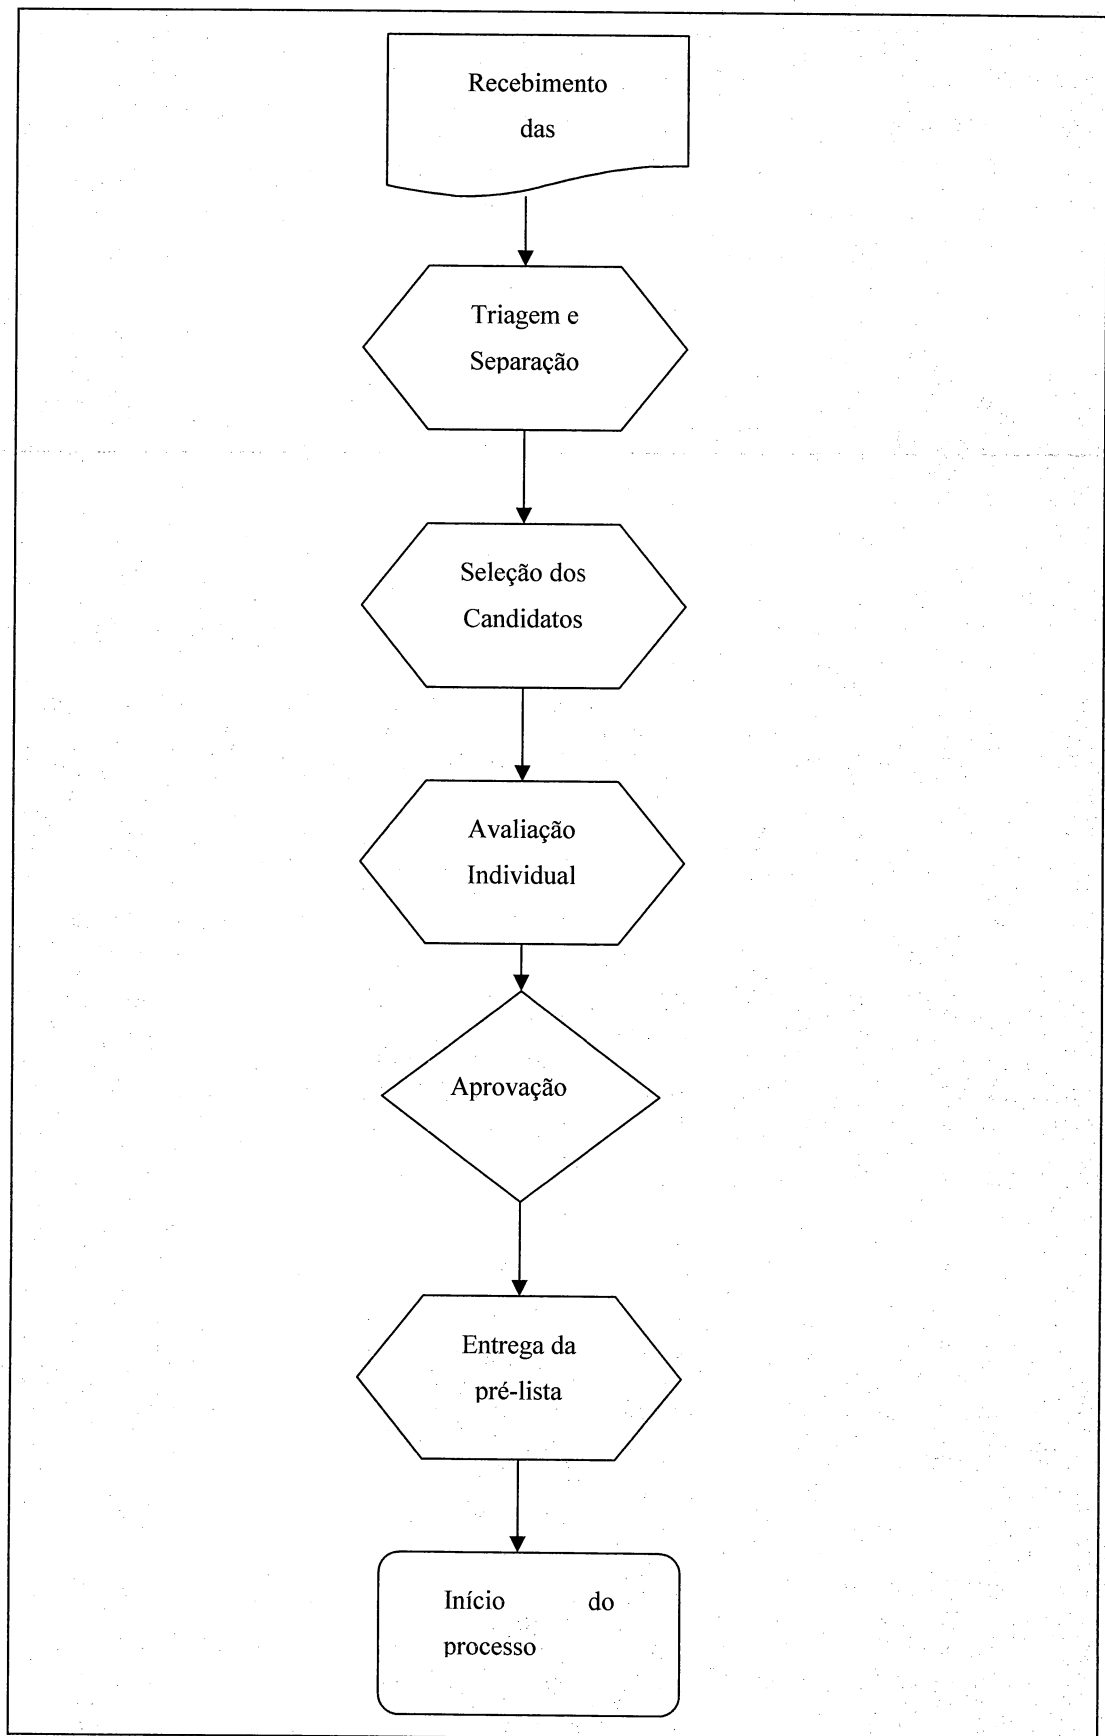 Recebimento
das
Triagem e
Separação
Seleção dos
Candidatos
Avaliação
Individual
Aprovação
Entrega da
pré-lista
Início do
processo